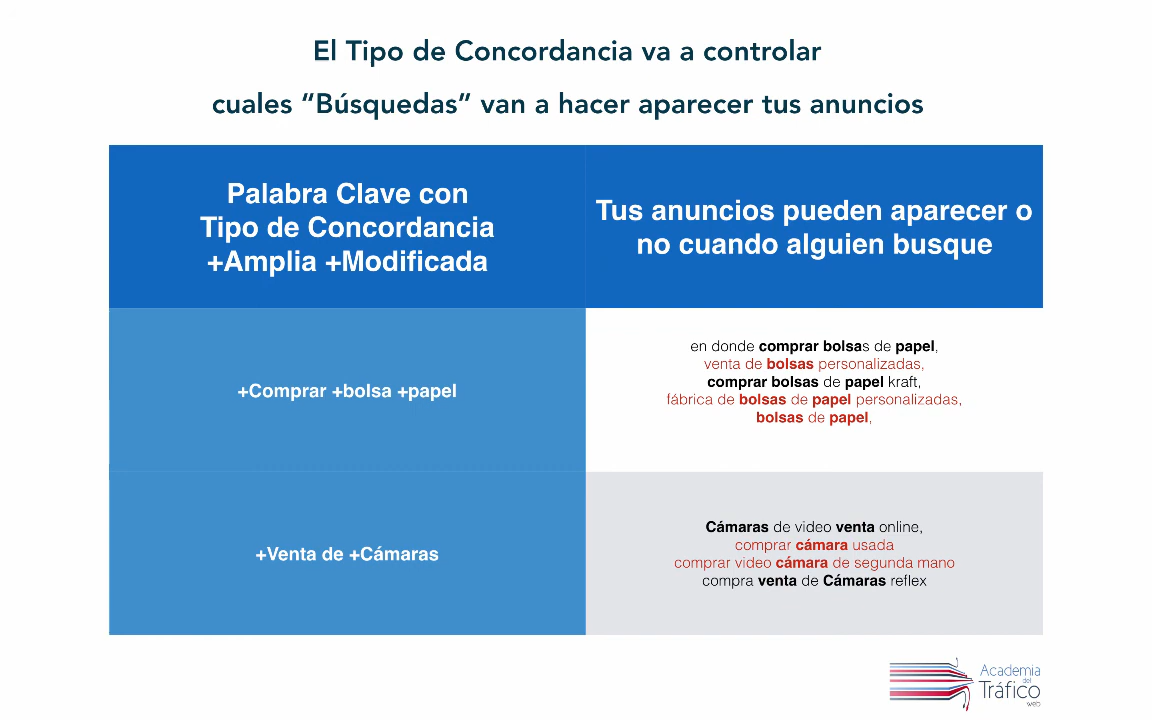 El Tipo de Concordancia va a controlar
cuales “Búsquedas” van a hacer aparecer tus anuncios
Palabra Clave con
Tipo de Concordancia
+Amplia +Modificada
Tus anuncios pueden aparecer o
no cuando alguien busque
+Comprar +bolsa +papel
en donde comprar bolsas de papel,
venta de bolsas personalizadas,
comprar bolsas de papel kraft,
fábrica de bolsas de papel personalizadas,
bolsas de papel,
+Venta de +Cámaras
Cámaras de video venta online,
comprar cámara usada
comprar video cámara de segunda mano
compra venta de Cámaras reflex
Academia
del
Tráfico
web